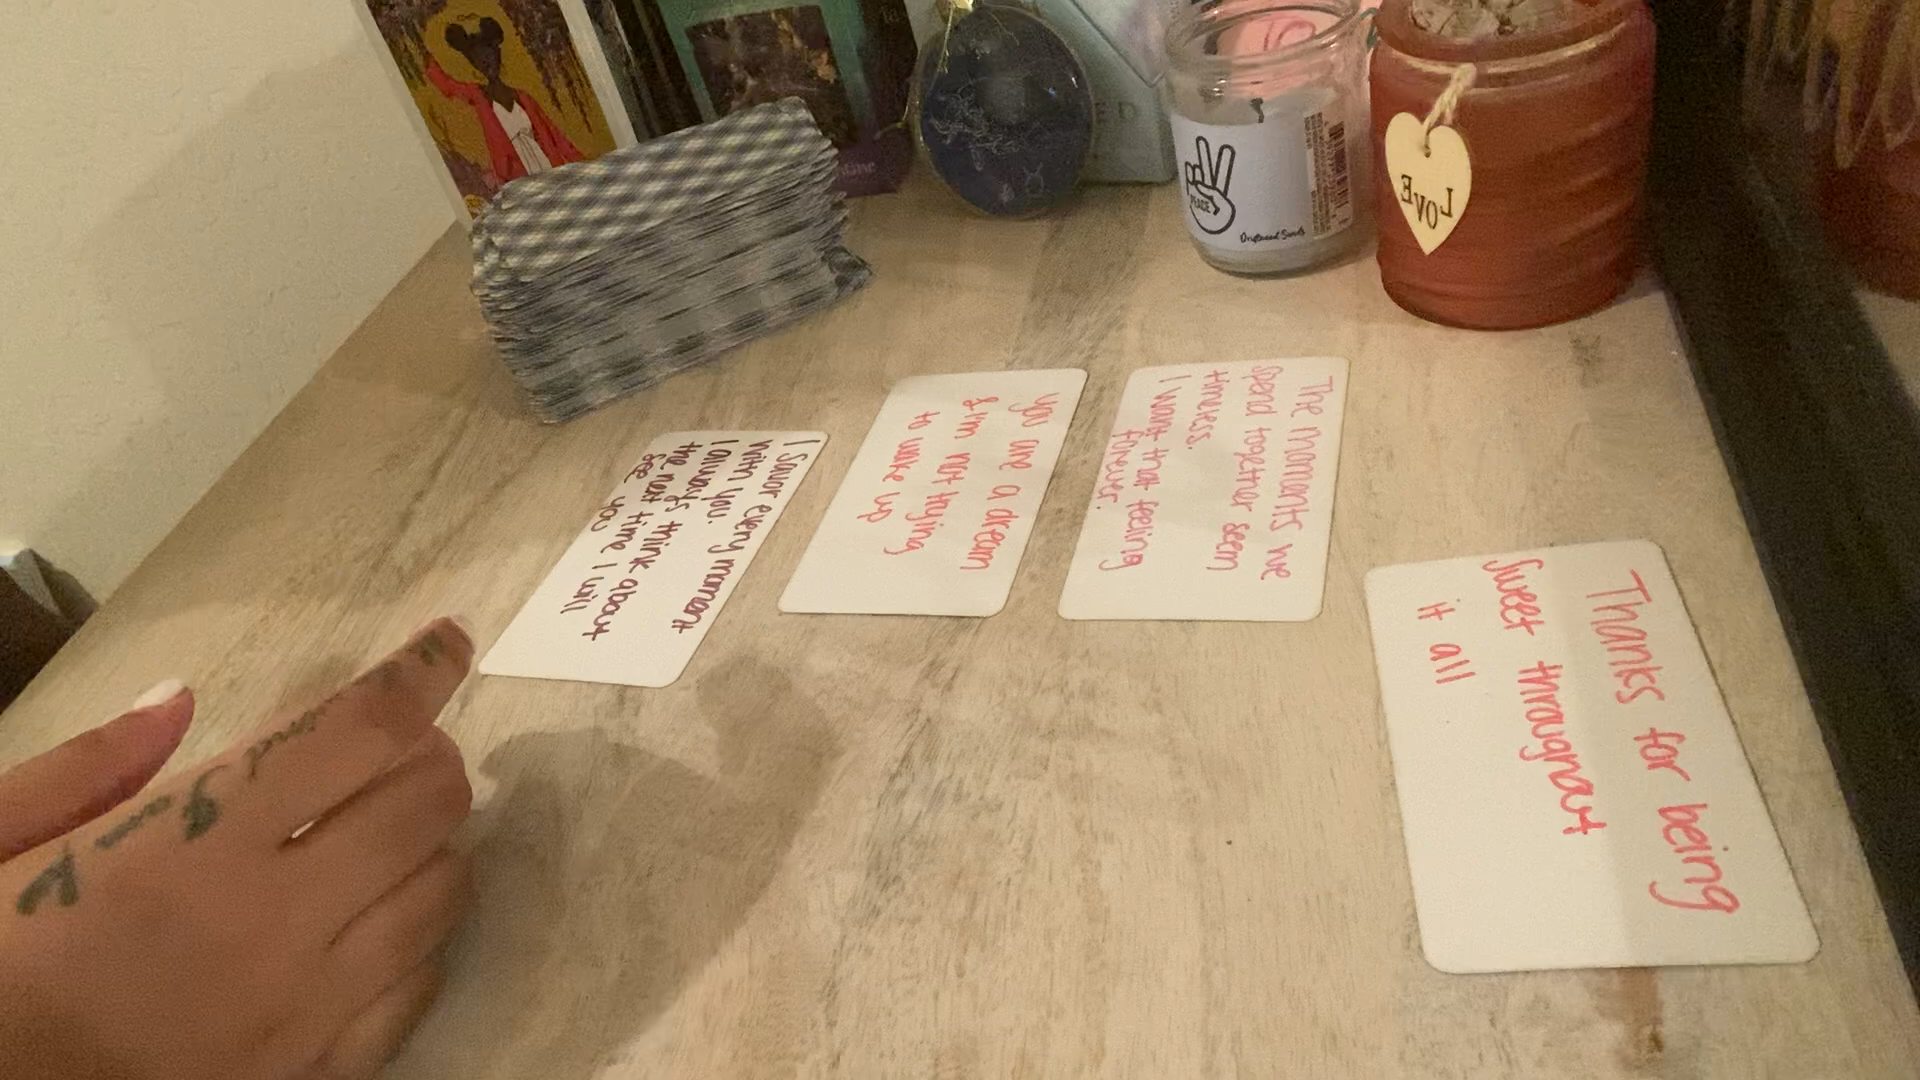 I savor every moment
with you.
I always think about
the next time I will
see you
you are a dream
& I'm not trying
to wake up
The moments we
spend together seem
timeless.
I want that feeling
forever.
Thanks for being
sweet throughout
it all
PEACE
Driftwood Sands
LOVE